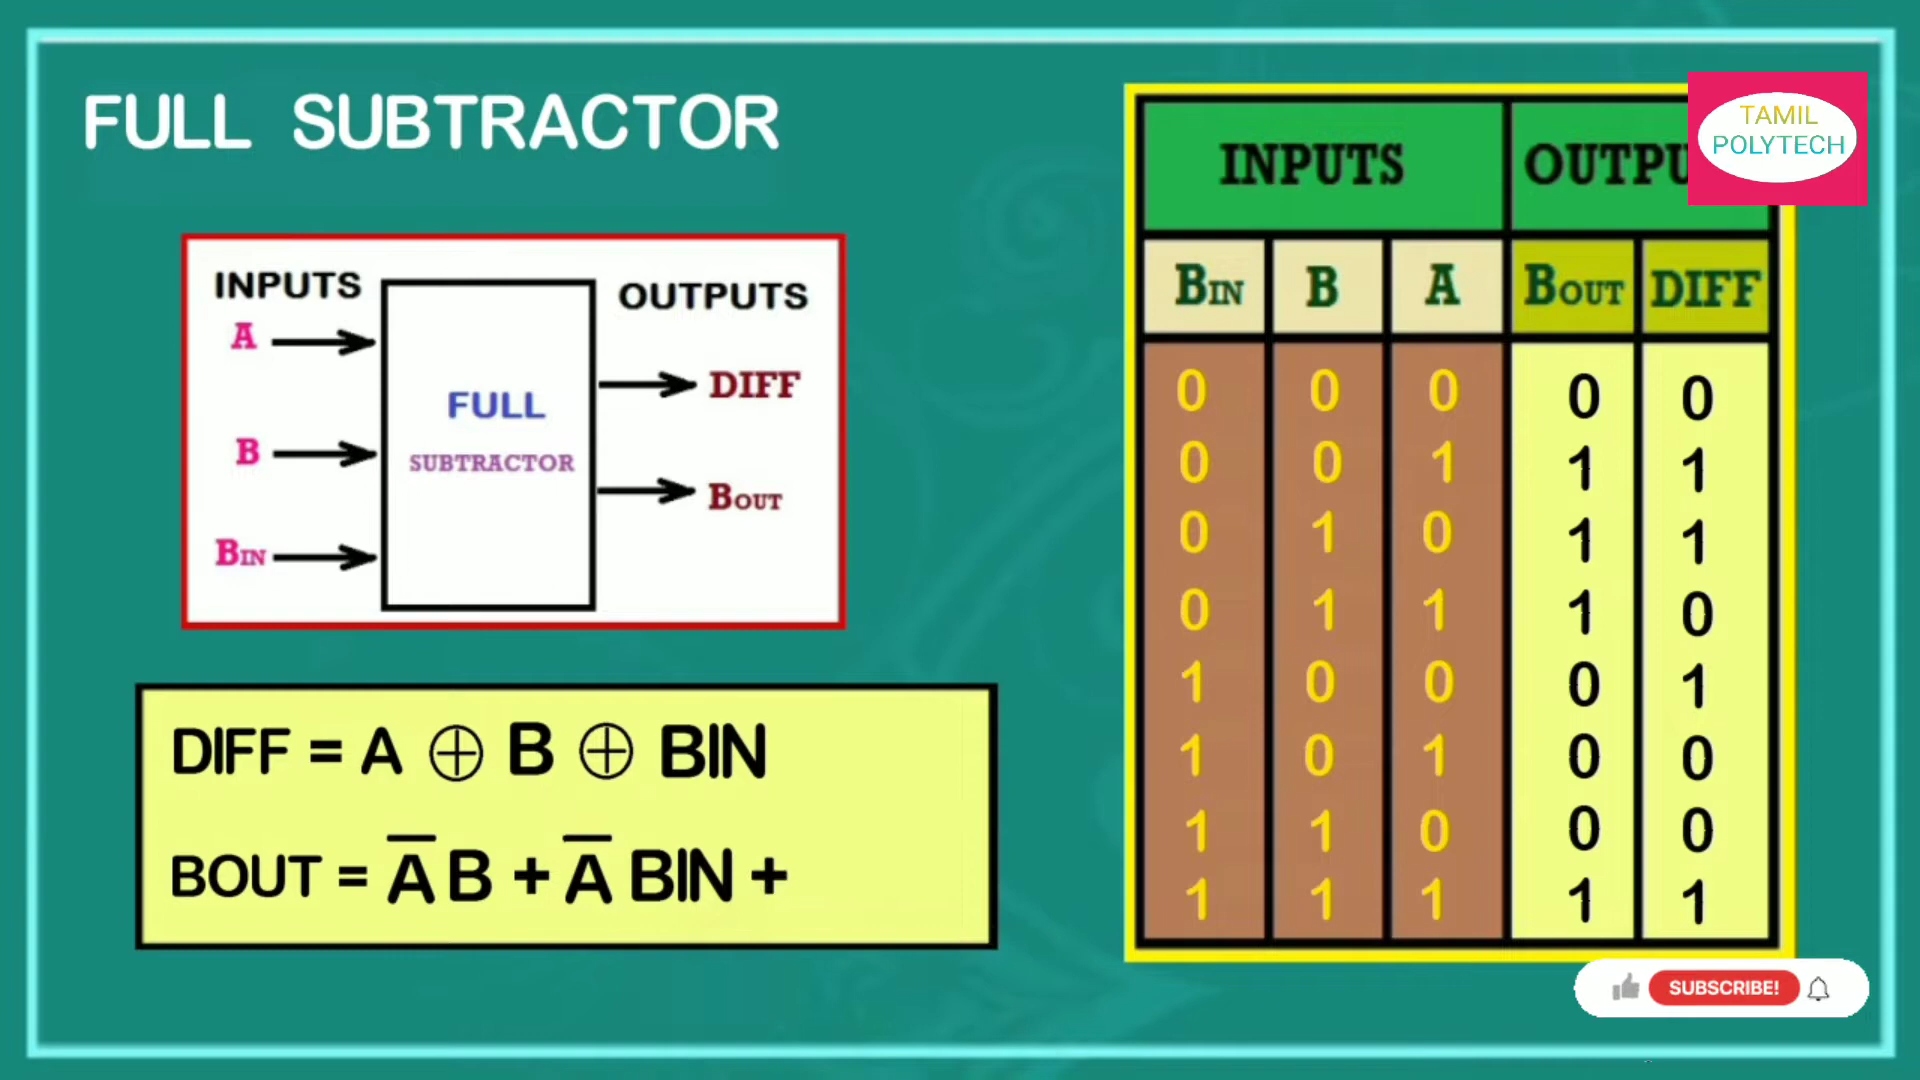 FULL SUBTRACTOR
INPUTS
OUTPUTS
A
B
BIN
FULL
SUBTRACTOR
DIFF
BOUT
DIFF = A ⊕ B ⊕ BIN
BOUT = A̅ B + A̅ BIN +
TAMIL
POLYTECH
INPUTS OUTPU
BIN B A BOUT DIFF
0 0 0 0 0
0 0 1 1 1
0 1 0 1 1
0 1 1 1 0
1 0 0 0 1
1 0 1 0 0
1 1 0 0 0
1 1 1 1 1
SUBSCRIBE!